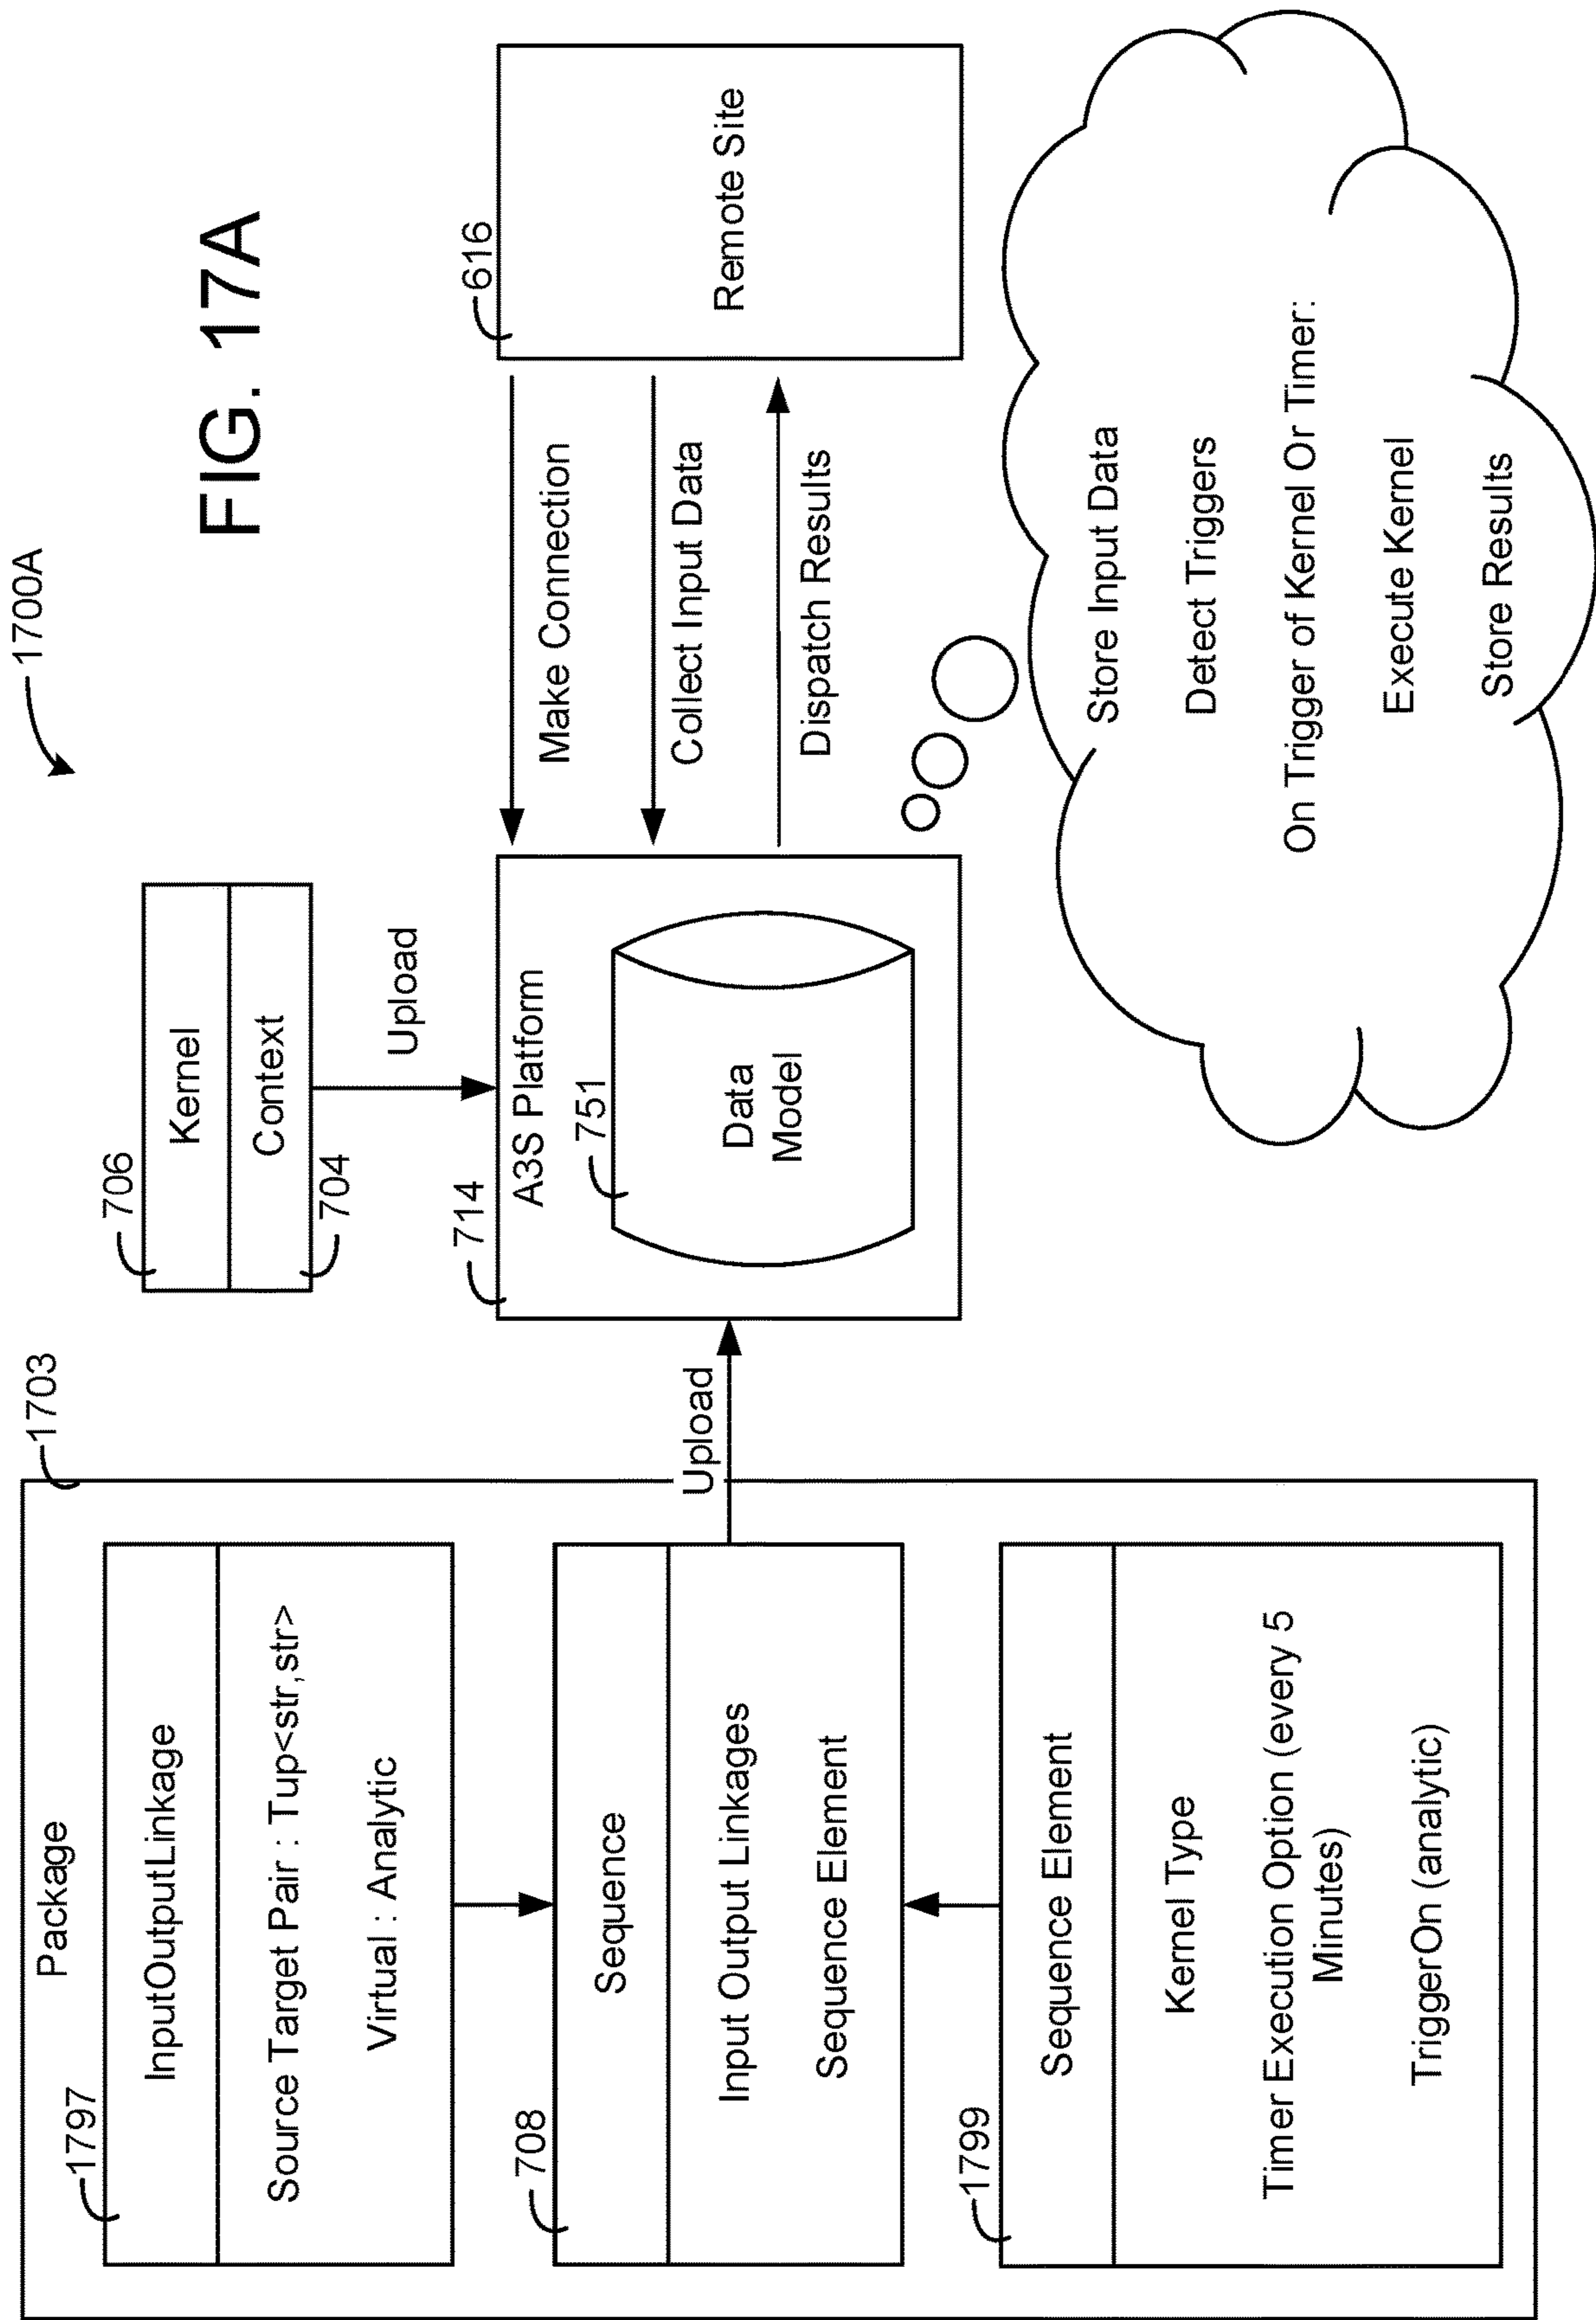 1700A
FIG. 17A
Package
1703
1797
InputOutputLinkage
Source Target Pair : Tup<str,str>
Virtual : Analytic
708
Sequence
Input Output Linkages
Sequence Element
1799
Sequence Element
Kernel Type
Timer Execution Option (every 5
Minutes)
TriggerOn (analytic)
Upload
706
Kernel
Context
704
Upload
714
A3S Platform
751
Data
Model
Make Connection
Collect Input Data
Dispatch Results
616
Remote Site
Store Input Data
Detect Triggers
On Trigger of Kernel Or Timer:
Execute Kernel
Store Results